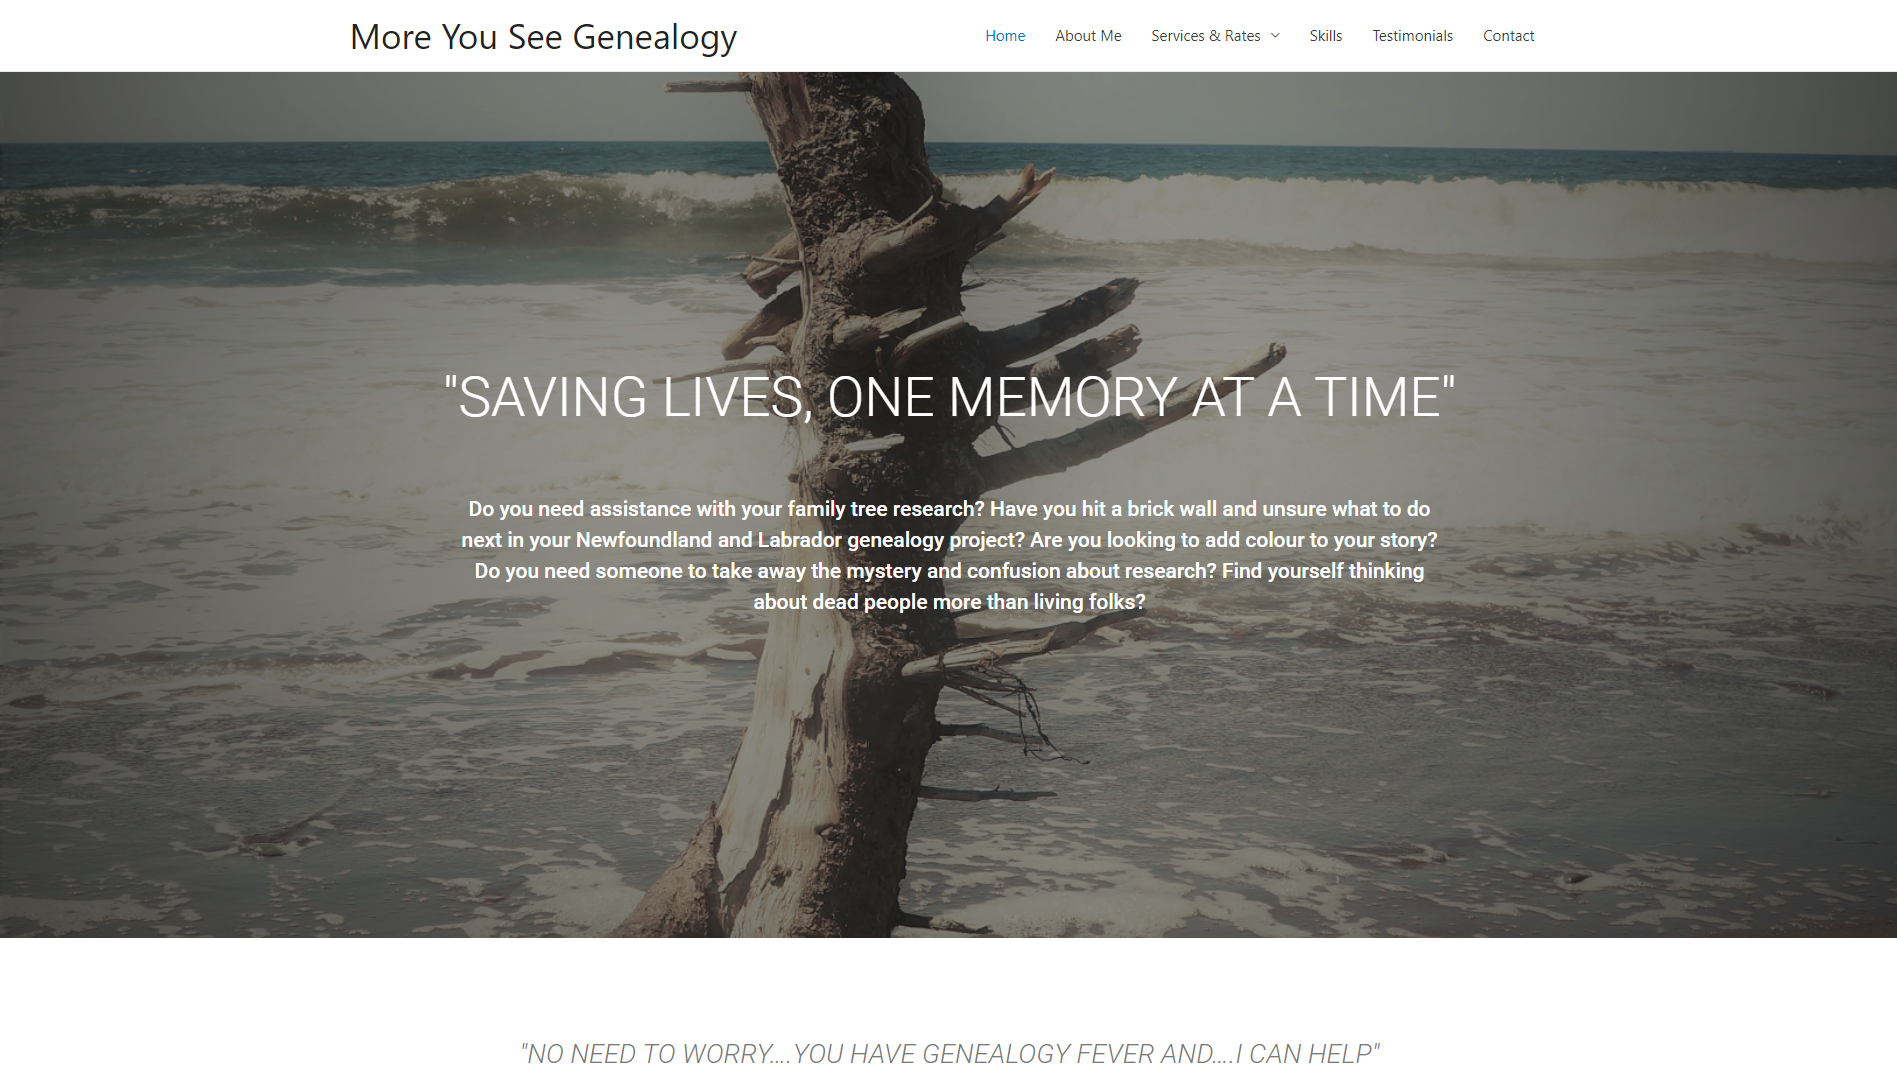 More You See Genealogy
Home About Me Services & Rates Skills Testimonials Contact
"SAVING LIVES, ONE MEMORY AT A TIME"
Do you need assistance with your family tree research? Have you hit a brick wall and unsure what to do
next in your Newfoundland and Labrador genealogy project? Are you looking to add colour to your story?
Do you need someone to take away the mystery and confusion about research? Find yourself thinking
about dead people more than living folks?
"NO NEED TO WORRY….YOU HAVE GENEALOGY FEVER AND….I CAN HELP"